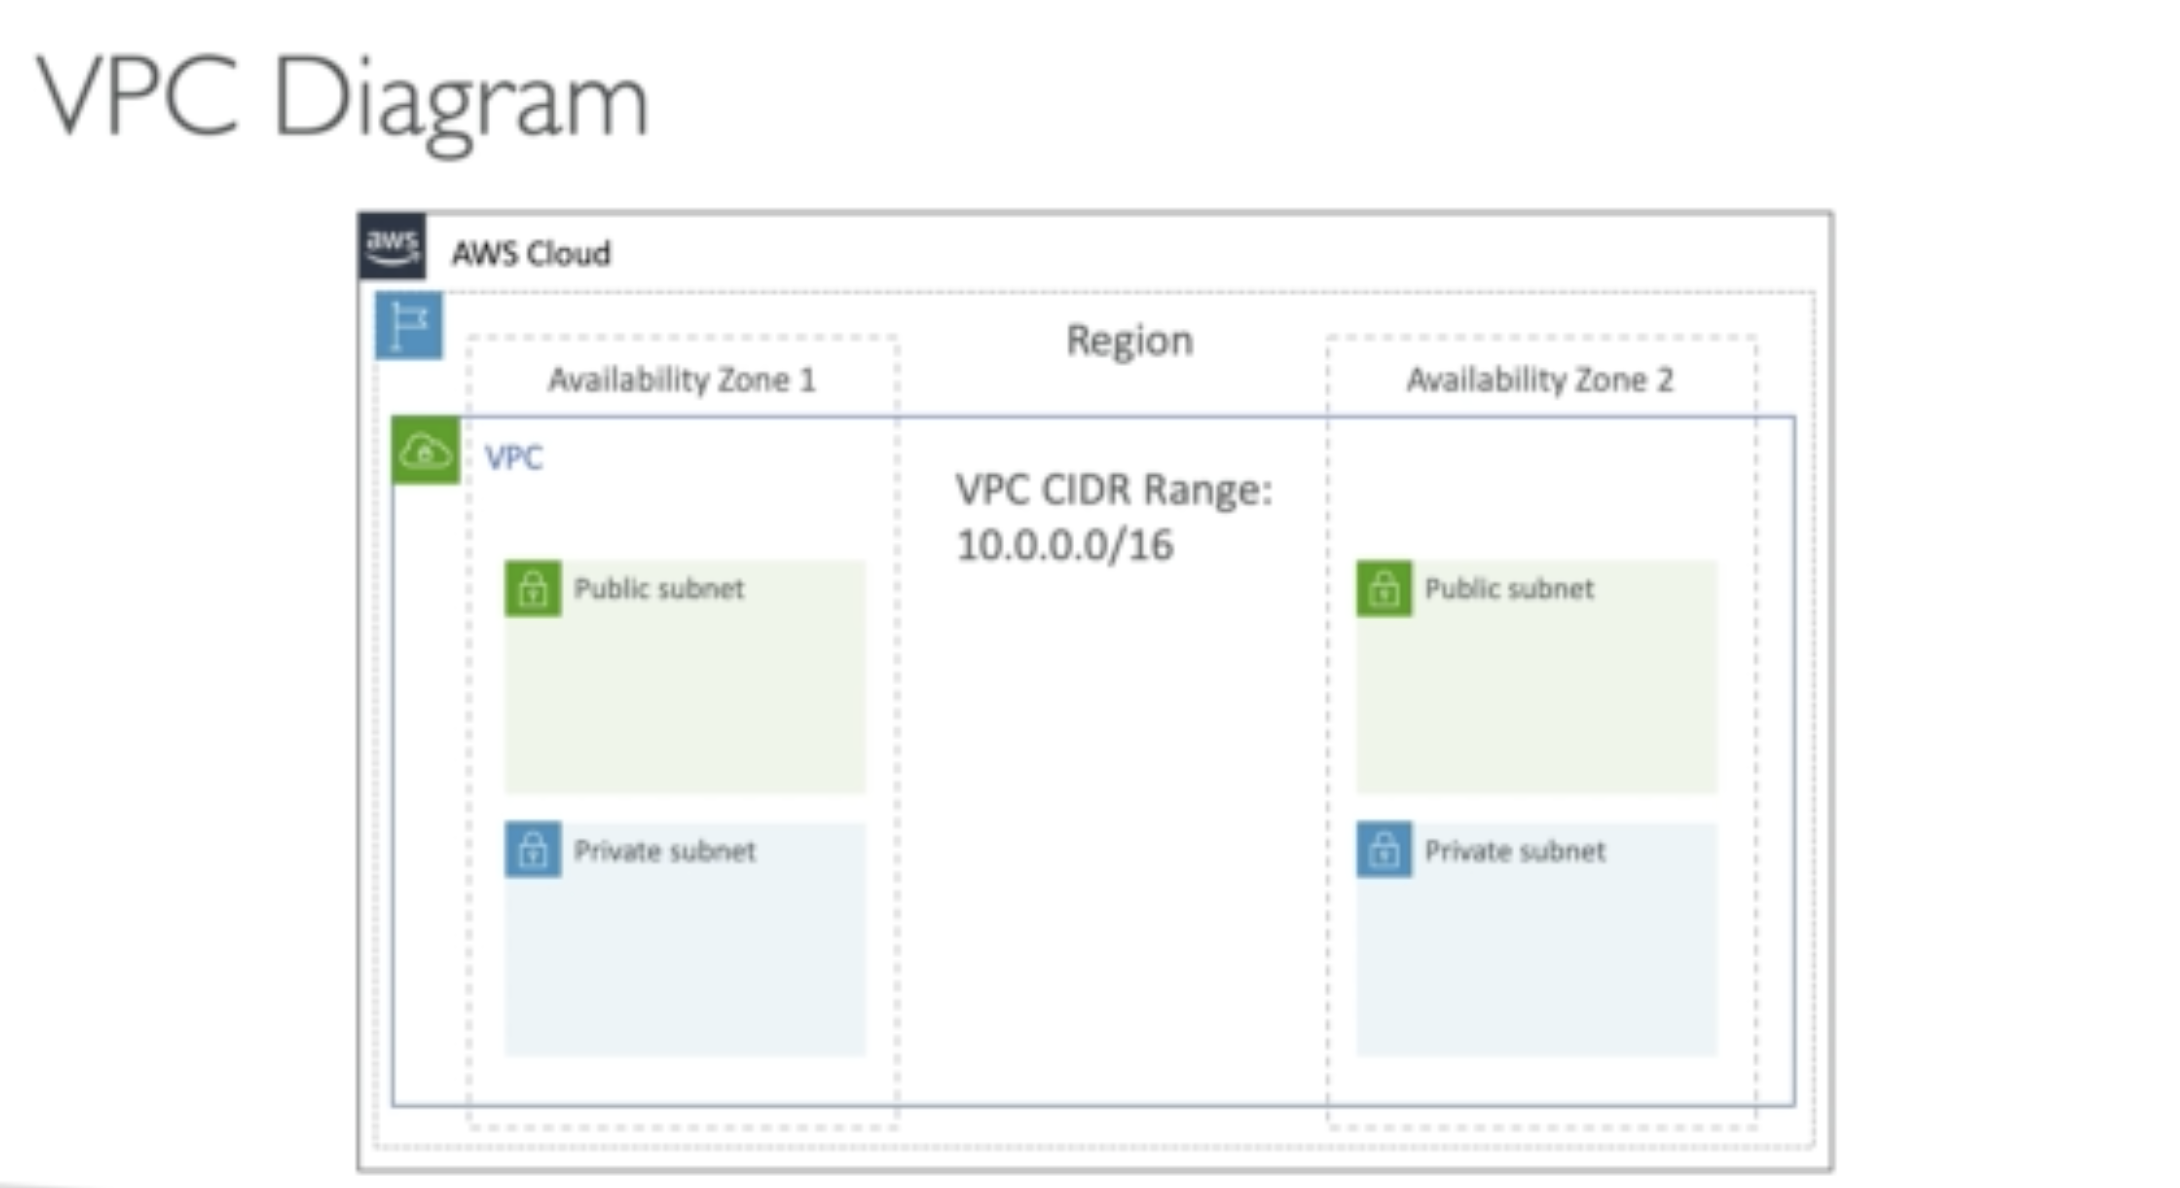 VPC Diagram
aws
AWS Cloud
Region
Availability Zone 1
Availability Zone 2
VPC
VPC CIDR Range:
10.0.0.0/16
Public subnet
Public subnet
Private subnet
Private subnet